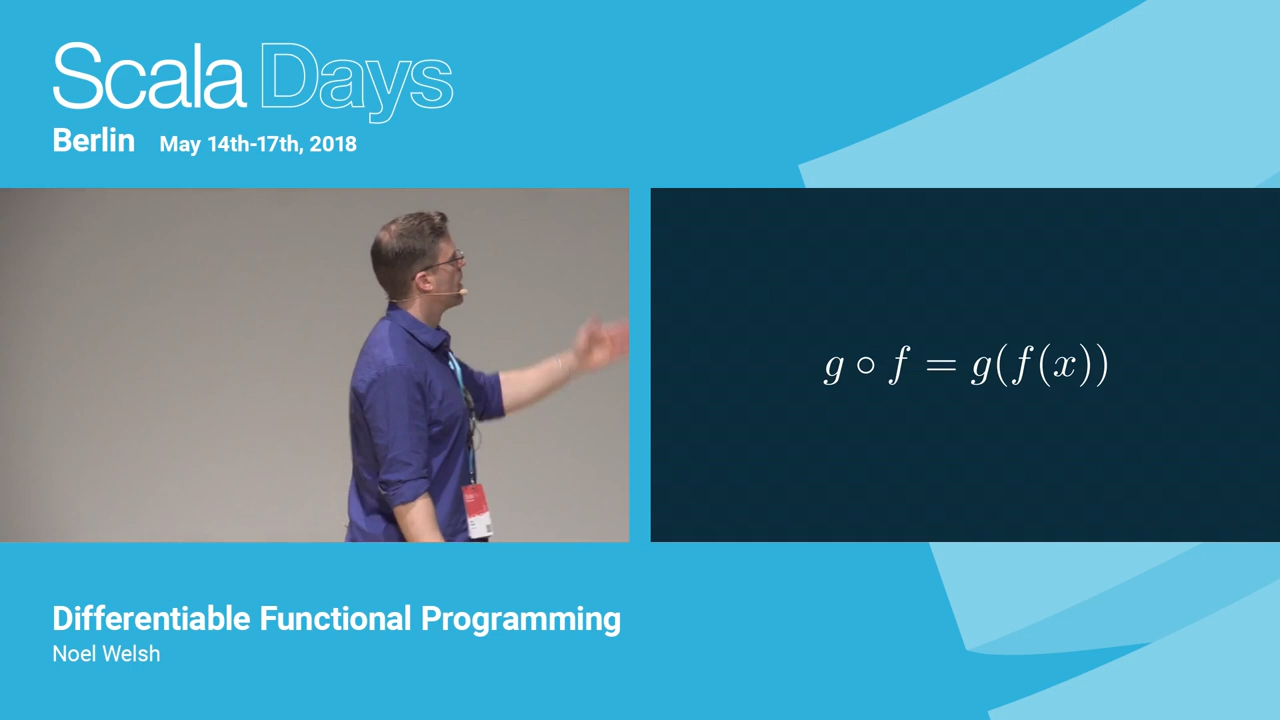 Scala Days
Berlin May 14th-17th, 2018
g ∘ f = g(f(x))
Differentiable Functional Programming
Noel Welsh